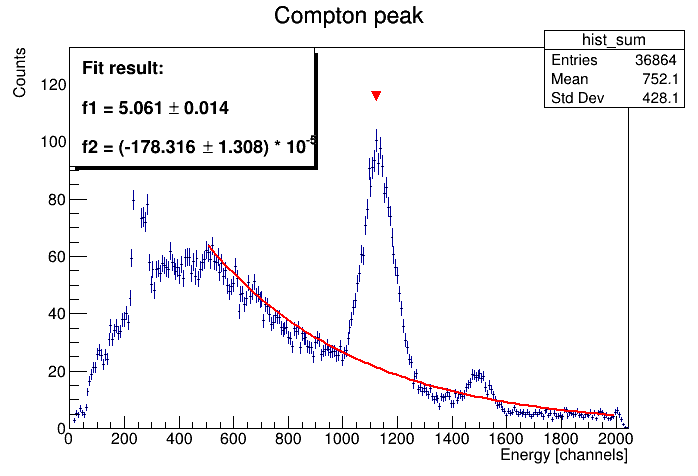 Compton peak
hist_sum
Entries 36864
Mean 752.1
Std Dev 428.1
Counts
Fit result:
f1 = 5.061 ± 0.014
f2 = (-178.316 ± 1.308) * 10^-5
120
100
80
60
40
20
0
0 200 400 600 800 1000 1200 1400 1600 1800 2000
Energy [channels]